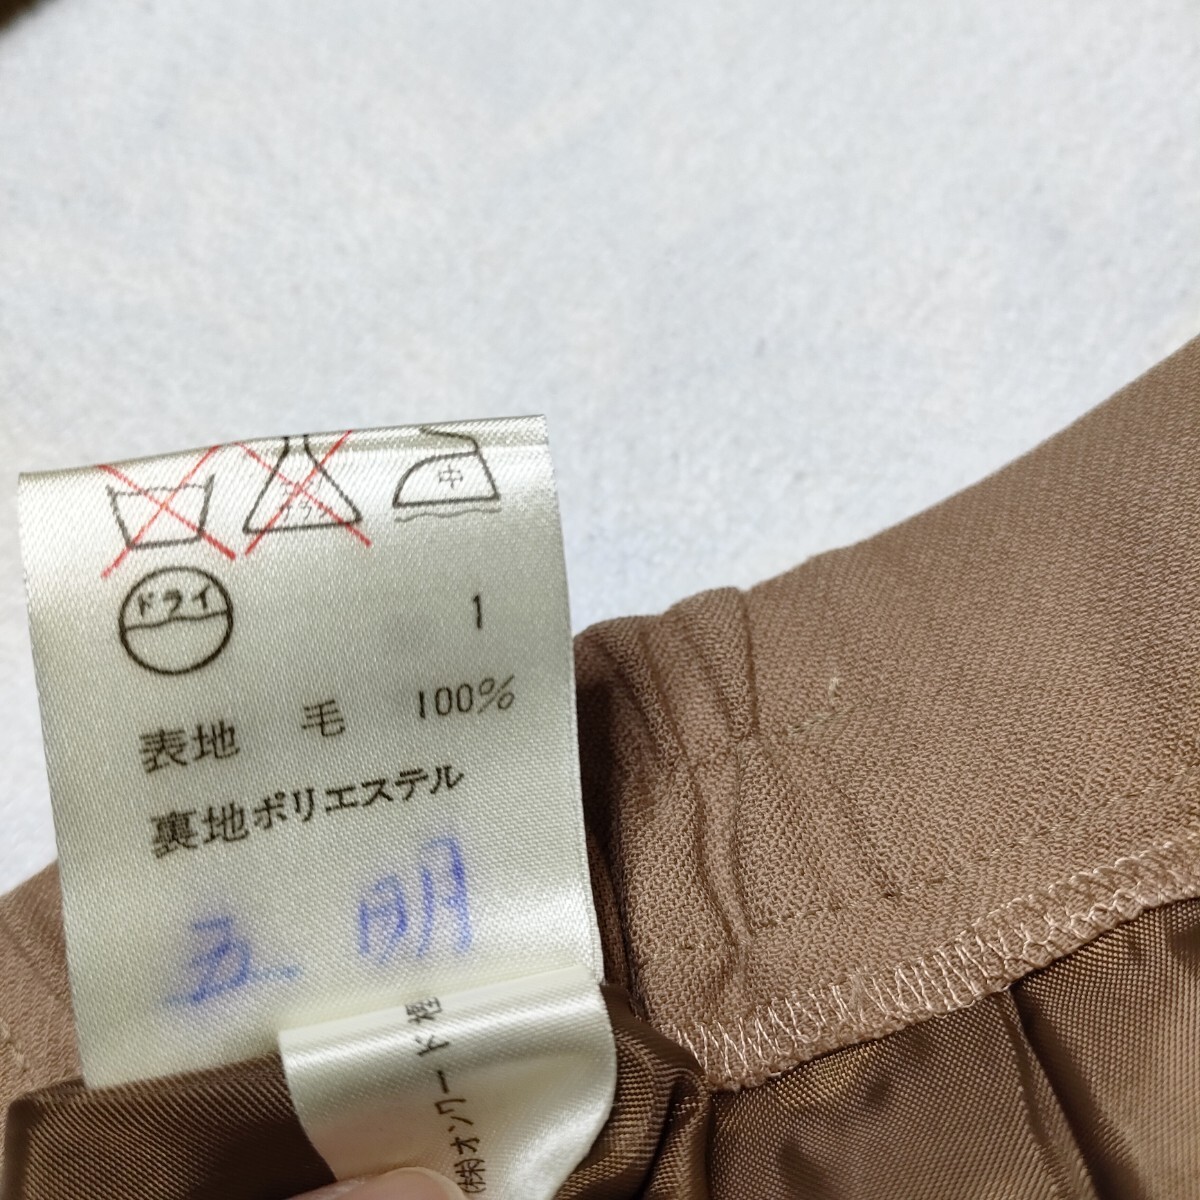 中
ドライ
1
表地 毛 100%
裏地ポリエステル
五明
㈱オンワード樫